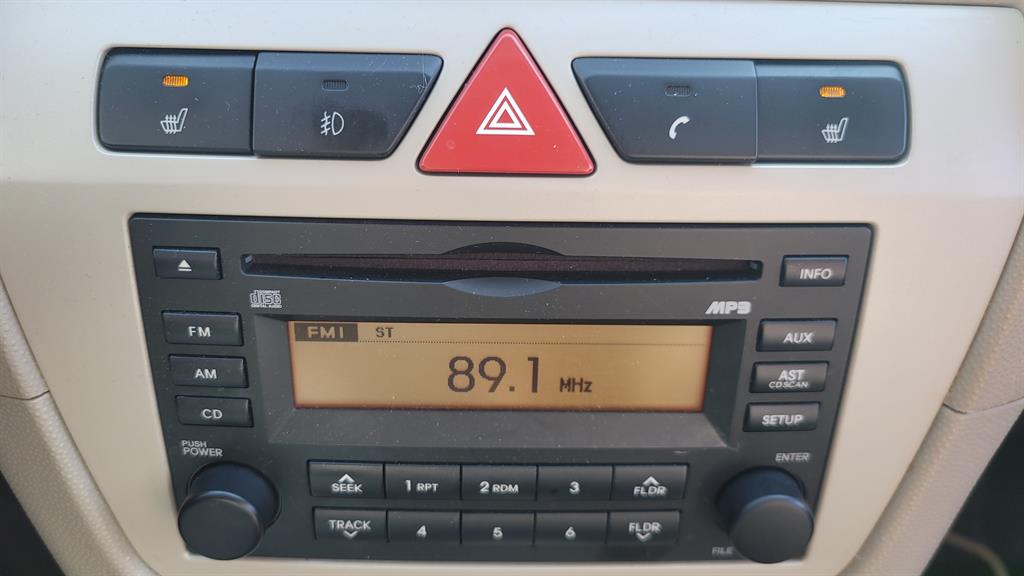 INFO
COMPACT disc DIGITAL AUDIO
MP3
FM
FM1 ST
AUX
AM
89.1 MHz
AST
CD SCAN
CD
SETUP
PUSH
POWER
ENTER
SEEK 1 RPT 2 RDM 3 FLDR
TRACK 4 5 6 FLDR
FILE